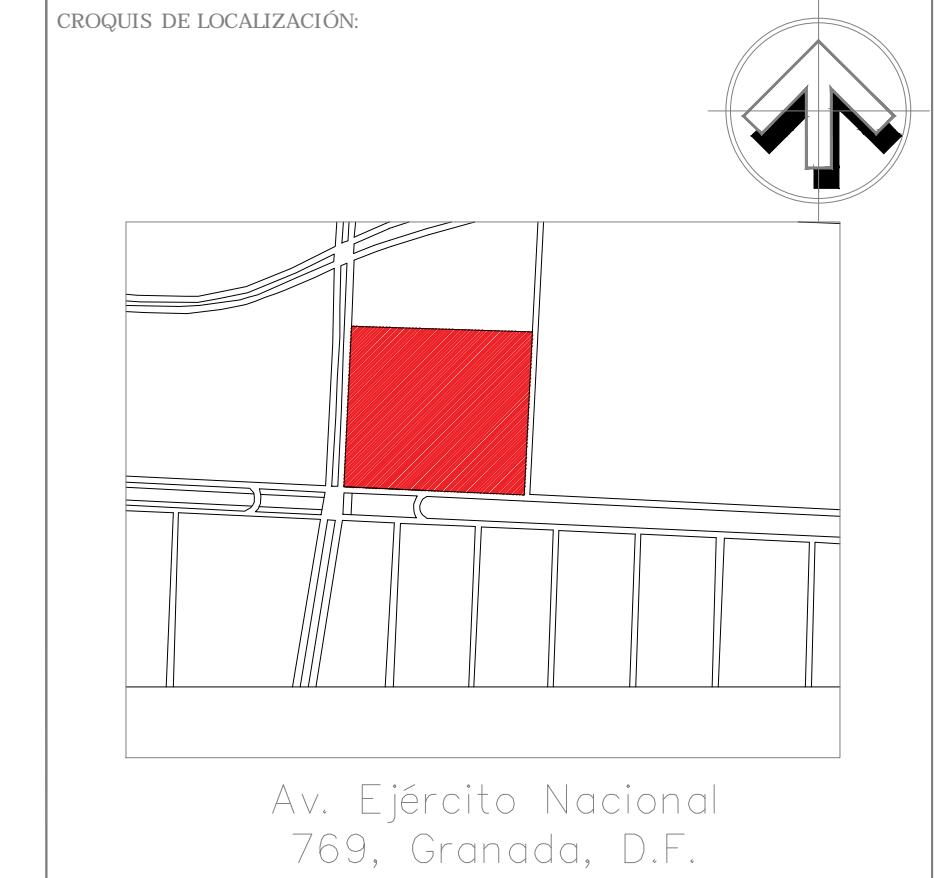 CROQUIS DE LOCALIZACIÓN:
Av. Ejército Nacional
769, Granada, D.F.